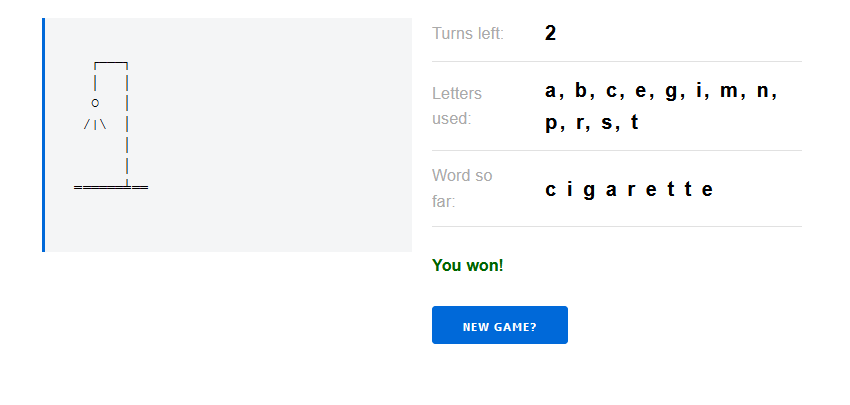 Turns left: 2
Letters used: a, b, c, e, g, i, m, n,
p, r, s, t
Word so far: c i g a r e t t e
You won!
NEW GAME?